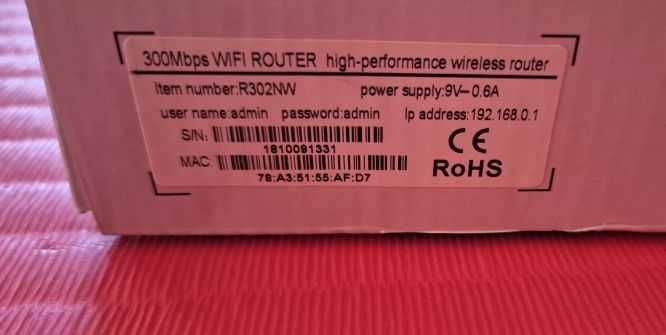 300Mbps WIFI ROUTER high-performance wireless router
Item number:R302NW power supply:9V⎓0.6A
user name:admin password:admin Ip address:192.168.0.1
S/N:
1810091331
MAC:
78:A3:51:55:AF:D7
CE
RoHS